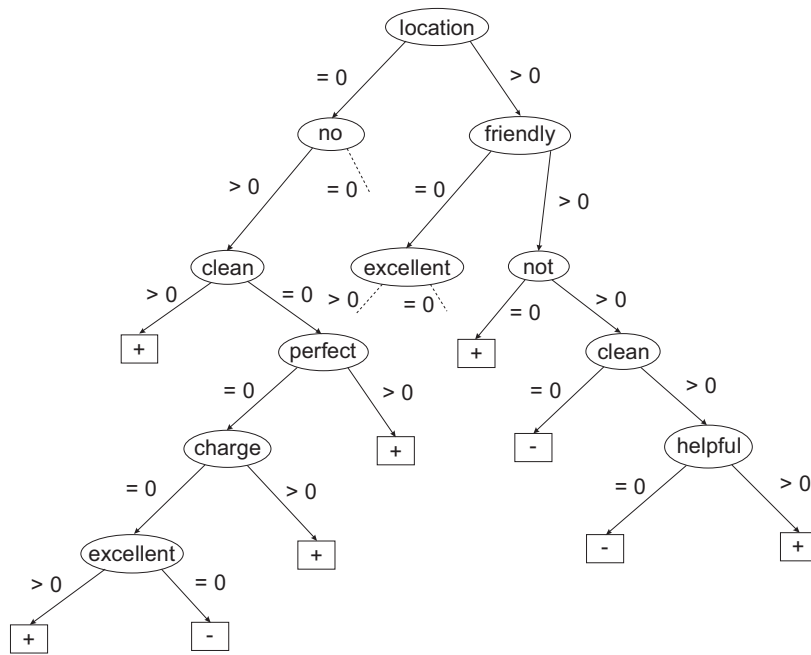 location
= 0
> 0
no
friendly
> 0
= 0
= 0
> 0
clean
excellent
not
> 0
= 0
> 0
= 0
= 0
> 0
+
perfect
+
clean
= 0
> 0
= 0
> 0
charge
+
-
helpful
= 0
> 0
= 0
> 0
excellent
+
-
+
> 0
= 0
+
-